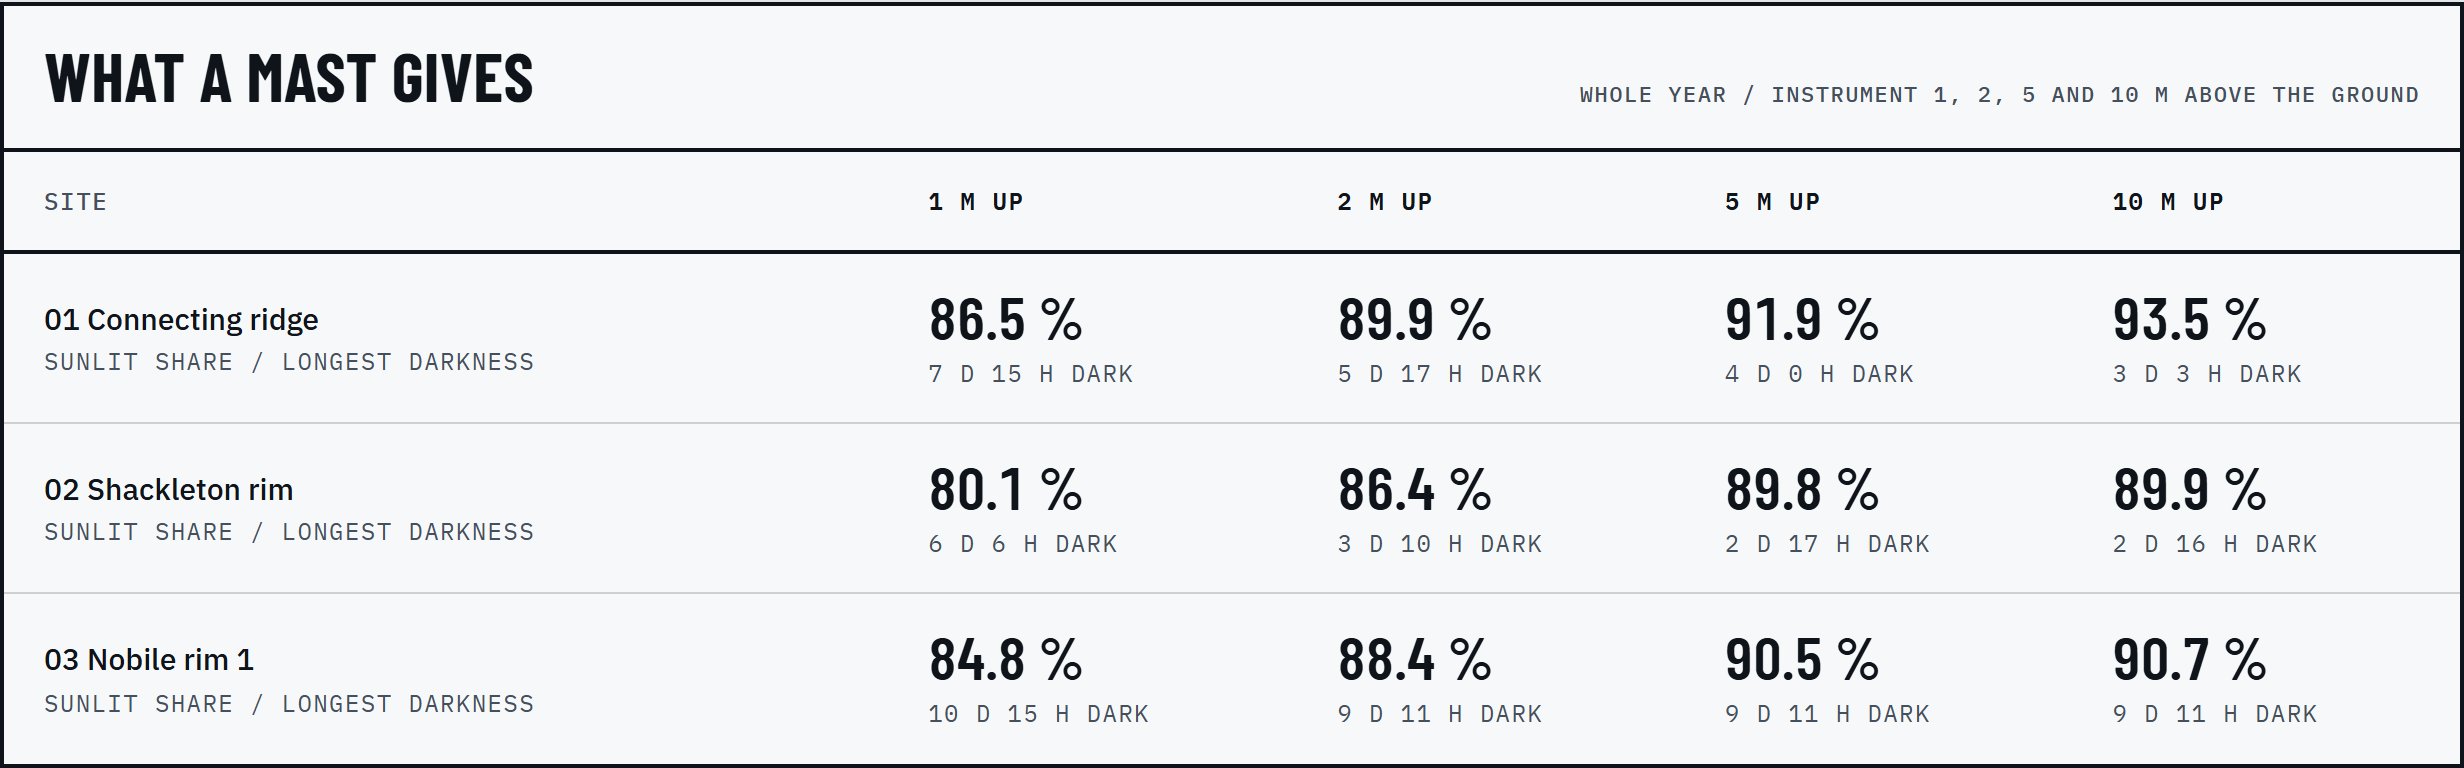 WHAT A MAST GIVES
WHOLE YEAR / INSTRUMENT 1, 2, 5 AND 10 M ABOVE THE GROUND
SITE 1 M UP 2 M UP 5 M UP 10 M UP
01 Connecting ridge 86.5 % 89.9 % 91.9 % 93.5 %
SUNLIT SHARE / LONGEST DARKNESS 7 D 15 H DARK 5 D 17 H DARK 4 D 0 H DARK 3 D 3 H DARK
02 Shackleton rim 80.1 % 86.4 % 89.8 % 89.9 %
SUNLIT SHARE / LONGEST DARKNESS 6 D 6 H DARK 3 D 10 H DARK 2 D 17 H DARK 2 D 16 H DARK
03 Nobile rim 1 84.8 % 88.4 % 90.5 % 90.7 %
SUNLIT SHARE / LONGEST DARKNESS 10 D 15 H DARK 9 D 11 H DARK 9 D 11 H DARK 9 D 11 H DARK